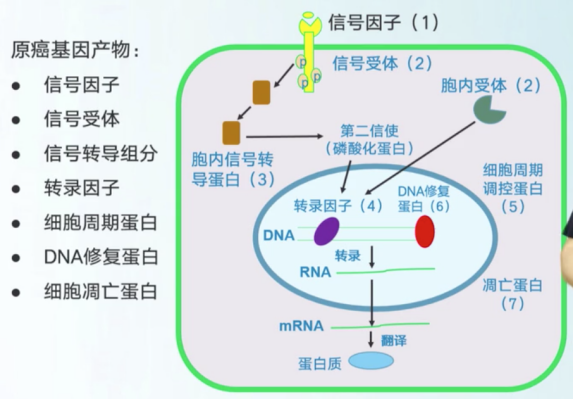 原癌基因产物：
● 信号因子
● 信号受体
● 信号转导组分
● 转录因子
● 细胞周期蛋白
● DNA修复蛋白
● 细胞凋亡蛋白
信号因子（1）
P
P
P
信号受体（2）
胞内受体（2）
胞内信号转
导蛋白（3）
第二信使
（磷酸化蛋白）
细胞周期
调控蛋白
（5）
转录因子（4）
DNA修复
蛋白（6）
DNA
转录
RNA
凋亡蛋白
（7）
mRNA
翻译
蛋白质